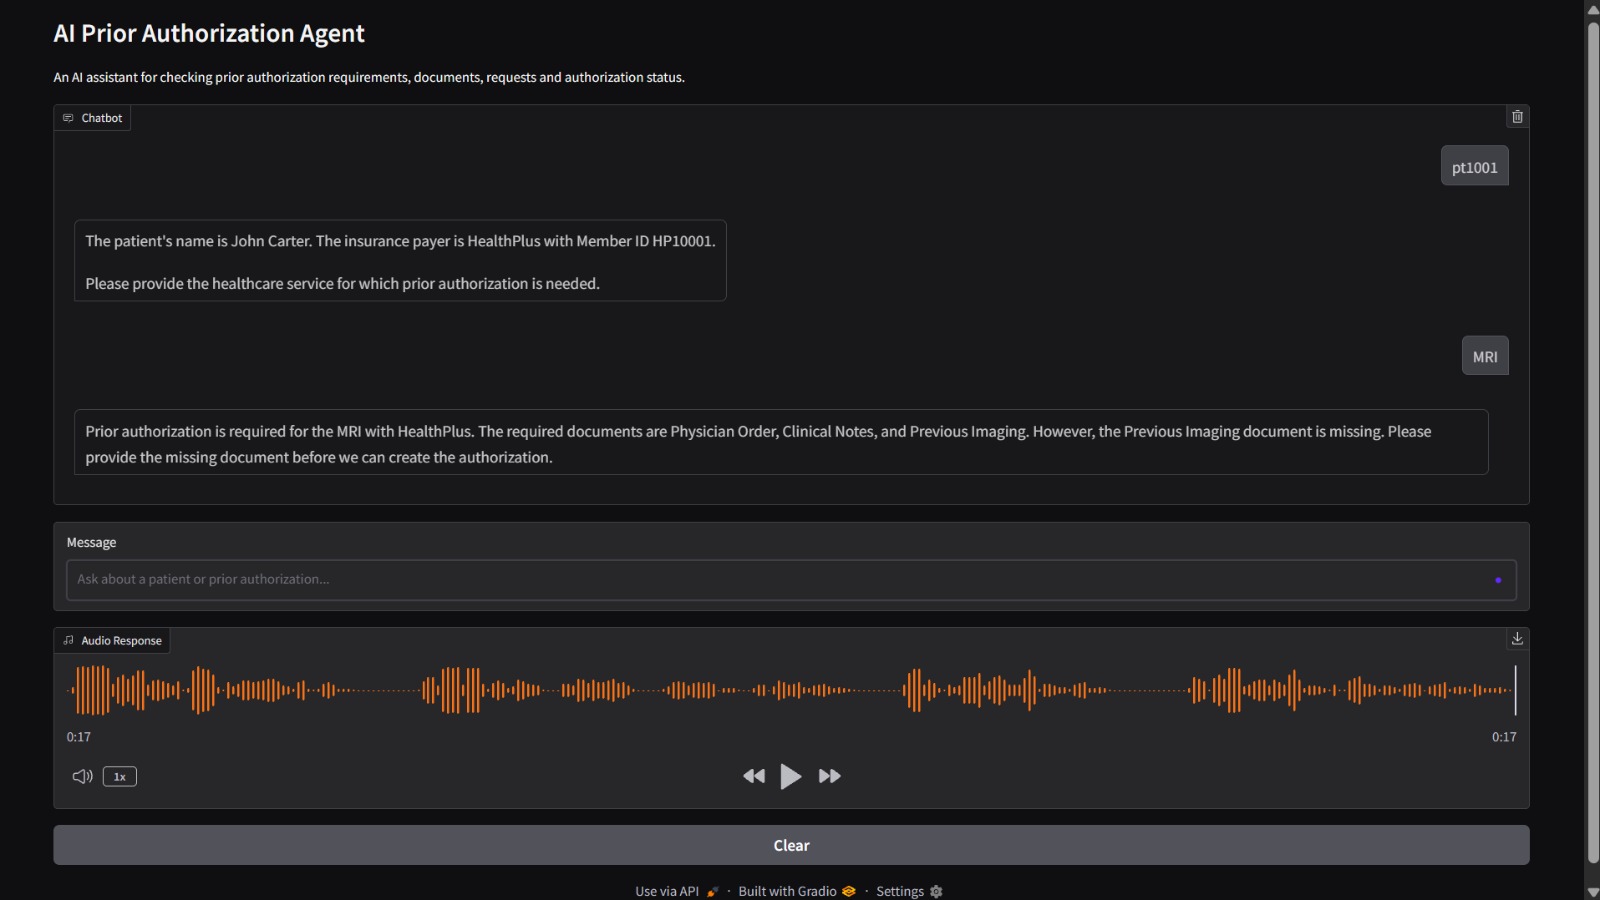 AI Prior Authorization Agent
An AI assistant for checking prior authorization requirements, documents, requests and authorization status.
Chatbot
pt1001
The patient's name is John Carter. The insurance payer is HealthPlus with Member ID HP10001.
Please provide the healthcare service for which prior authorization is needed.
MRI
Prior authorization is required for the MRI with HealthPlus. The required documents are Physician Order, Clinical Notes, and Previous Imaging. However, the Previous Imaging document is missing. Please
provide the missing document before we can create the authorization.
Message
Ask about a patient or prior authorization...
Audio Response
0:17 0:17
1x
Clear
Use via API · Built with Gradio · Settings